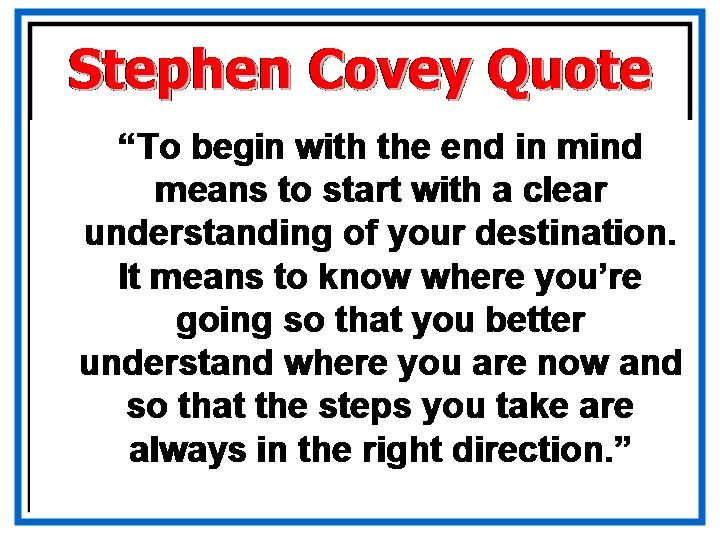 Stephen Covey Quote
“To begin with the end in mind
means to start with a clear
understanding of your destination.
It means to know where you’re
going so that you better
understand where you are now and
so that the steps you take are
always in the right direction.”